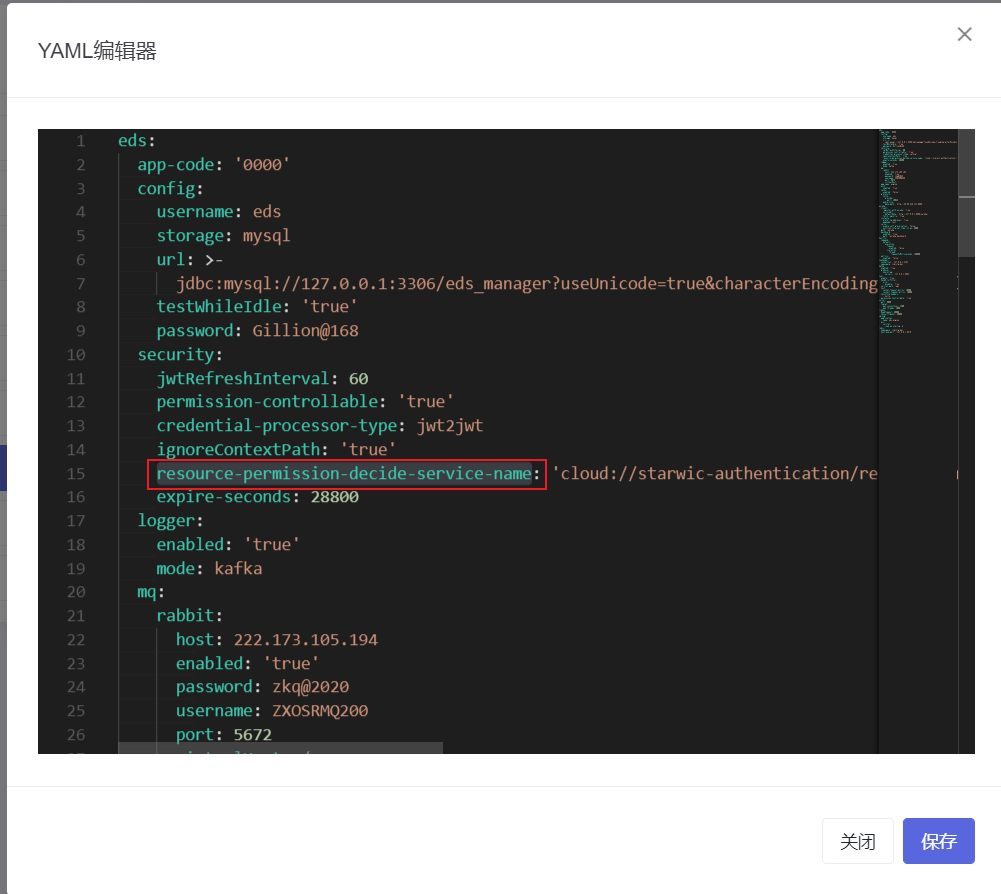 YAML编辑器
1 eds:
2 app-code: '0000'
3 config:
4 username: eds
5 storage: mysql
6 url: >-
7 jdbc:mysql://127.0.0.1:3306/eds_manager?useUnicode=true&characterEncoding
8 testWhileIdle: 'true'
9 password: Gillion@168
10 security:
11 jwtRefreshInterval: 60
12 permission-controllable: 'true'
13 credential-processor-type: jwt2jwt
14 ignoreContextPath: 'true'
15 resource-permission-decide-service-name: 'cloud://starwic-authentication/re
16 expire-seconds: 28800
17 logger:
18 enabled: 'true'
19 mode: kafka
20 mq:
21 rabbit:
22 host: 222.173.105.194
23 enabled: 'true'
24 password: zkq@2020
25 username: ZXOSRMQ200
26 port: 5672
关闭 保存